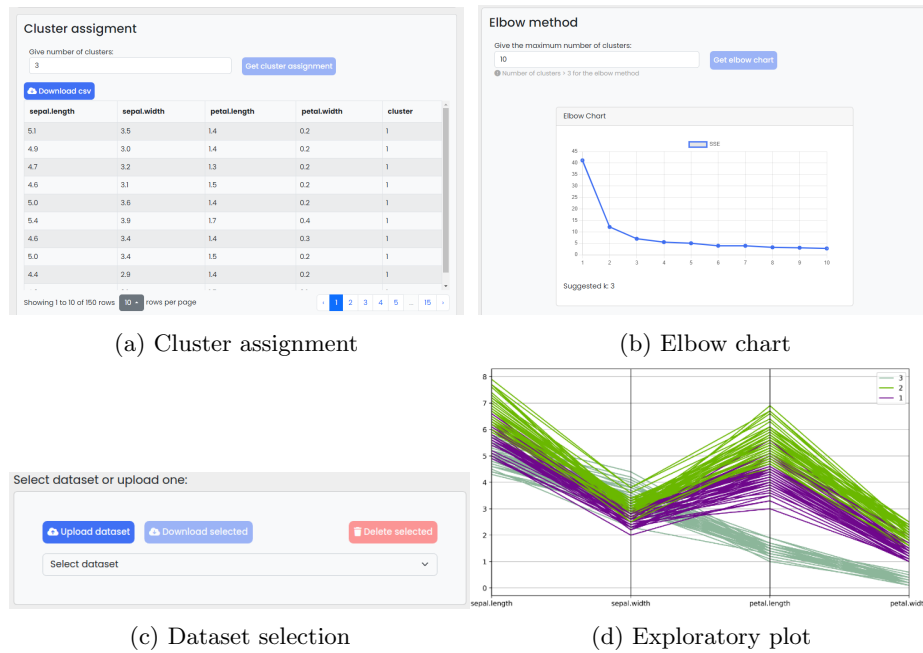 Cluster assigment
Give number of clusters:
3
Get cluster assignment
Download csv
sepal.length sepal.width petal.length petal.width cluster
5.1 3.5 1.4 0.2 1
4.9 3.0 1.4 0.2 1
4.7 3.2 1.3 0.2 1
4.6 3.1 1.5 0.2 1
5.0 3.6 1.4 0.2 1
5.4 3.9 1.7 0.4 1
4.6 3.4 1.4 0.3 1
5.0 3.4 1.5 0.2 1
4.4 2.9 1.4 0.2 1
Showing 1 to 10 of 150 rows 10 rows per page
‹ 1 2 3 4 5 ... 15 ›
(a) Cluster assignment
Elbow method
Give the maximum number of clusters:
10
Get elbow chart
Number of clusters > 3 for the elbow method
Elbow Chart
SSE
45
40
35
30
25
20
15
10
5
0
1 2 3 4 5 6 7 8 9 10
Suggested k: 3
(b) Elbow chart
Select dataset or upload one:
Upload dataset Download selected Delete selected
Select dataset
(c) Dataset selection
3
2
1
8
7
6
5
4
3
2
1
0
sepal.length sepal.width petal.length petal.width
(d) Exploratory plot